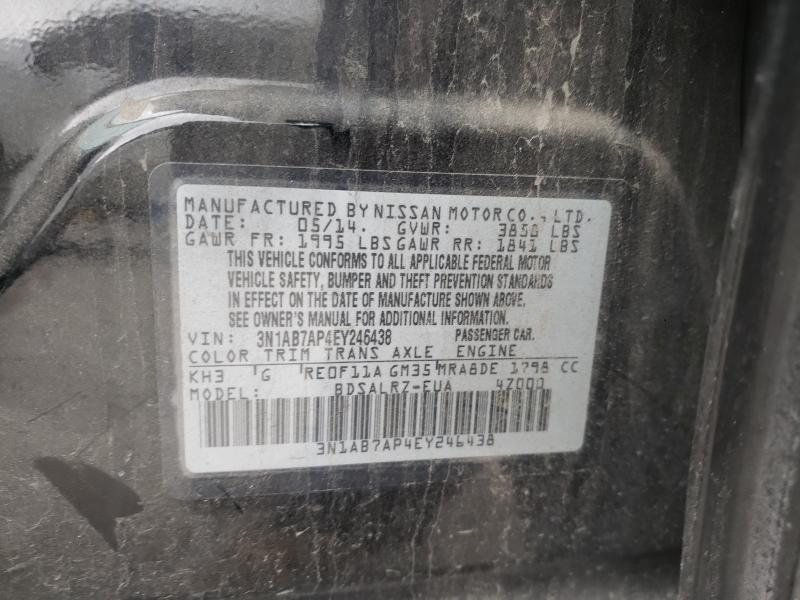 MANUFACTURED BY NISSAN MOTOR CO., LTD.
DATE: 05/14. GVWR: 3850 LBS
GAWR FR: 1995 LBS GAWR RR: 1841 LBS
THIS VEHICLE CONFORMS TO ALL APPLICABLE FEDERAL MOTOR
VEHICLE SAFETY, BUMPER AND THEFT PREVENTION STANDARDS
IN EFFECT ON THE DATE OF MANUFACTURE SHOWN ABOVE.
SEE OWNER'S MANUAL FOR ADDITIONAL INFORMATION.
VIN: 3N1AB7AP4EY246438 PASSENGER CAR.
COLOR TRIM TRANS AXLE ENGINE
KH3 G RE0F11A GM35 MRA8DE 1798 CC
MODEL: BDSALRZ-EUA 4Z000
3N1AB7AP4EY246438